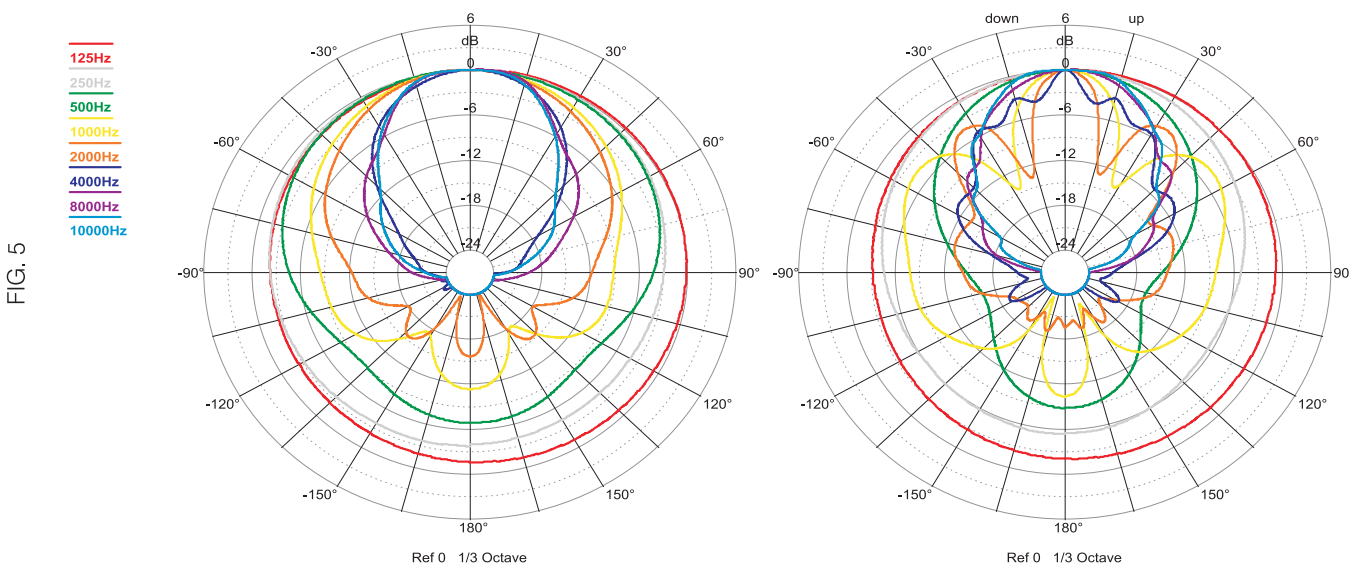 FIG. 5
125Hz
250Hz
500Hz
1000Hz
2000Hz
4000Hz
8000Hz
10000Hz
6
dB
0
-6
-12
-18
-24
-30°
30°
-60°
60°
-90°
90°
-120°
120°
-150°
150°
180°
Ref 0 1/3 Octave
down
6
up
dB
0
-6
-12
-18
-24
-30°
30°
-60°
60°
-90°
90
-120°
120°
-150°
150°
180°
Ref 0 1/3 Octave